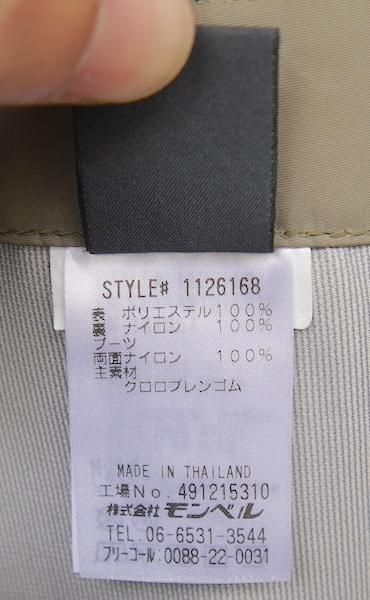 STYLE# 1126168
表 ポリエステル100%
裏 ナイロン 100%
ブーツ
両面ナイロン 100%
主素材
クロロプレンゴム
MADE IN THAILAND
工場No. 491215310
株式会社 モンベル
TEL. 06-6531-3544
フリーコール: 0088-22-0031